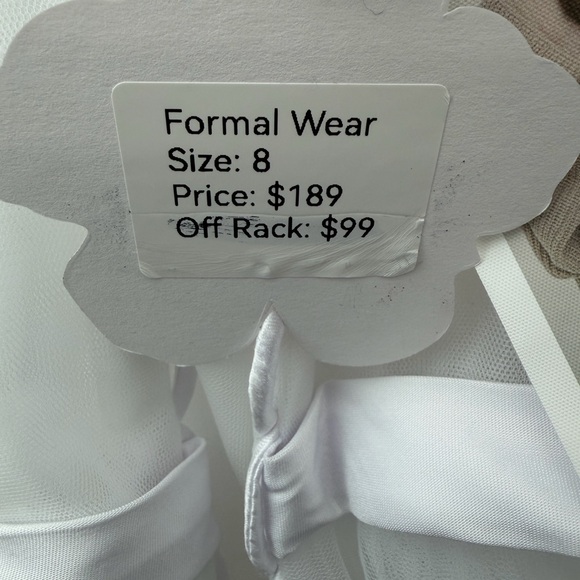 Formal Wear
Size: 8
Price: $189
Off Rack: $99